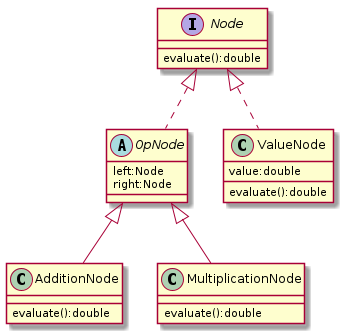 I Node
evaluate():double
A OpNode
left:Node
right:Node
C ValueNode
value:double
evaluate():double
C AdditionNode
evaluate():double
C MultiplicationNode
evaluate():double